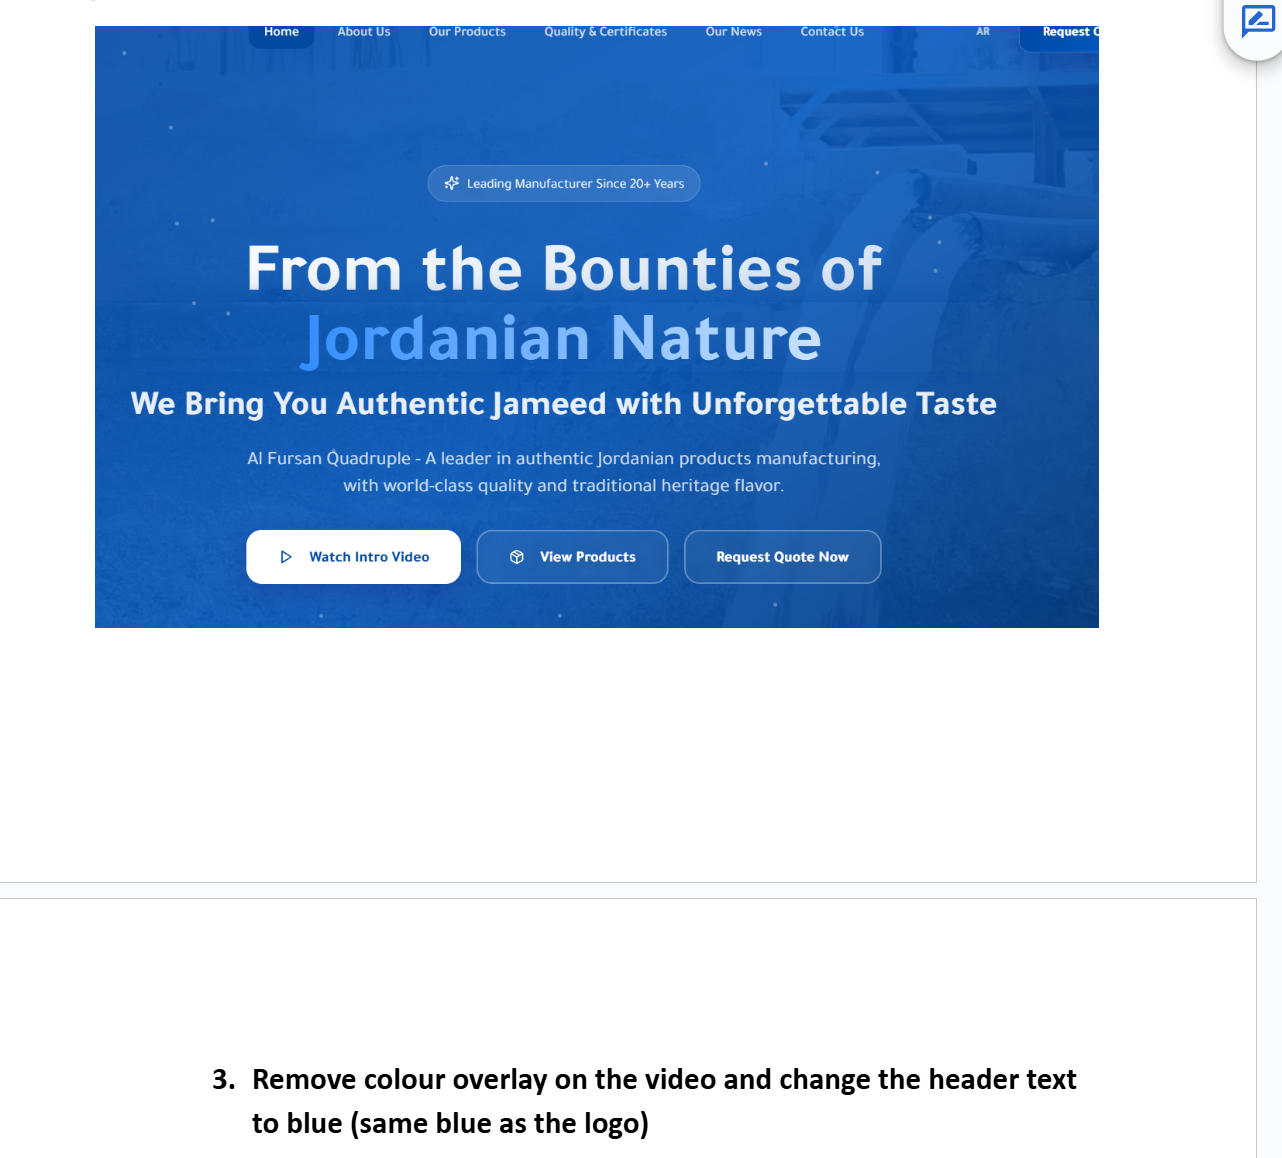 Home About Us Our Products Quality & Certificates Our News Contact Us AR Request
Leading Manufacturer Since 20+ Years
From the Bounties of
Jordanian Nature
We Bring You Authentic Jameed with Unforgettable Taste
Al Fursan Quadruple - A leader in authentic Jordanian products manufacturing,
with world-class quality and traditional heritage flavor.
Watch Intro Video View Products Request Quote Now
3. Remove colour overlay on the video and change the header text
to blue (same blue as the logo)